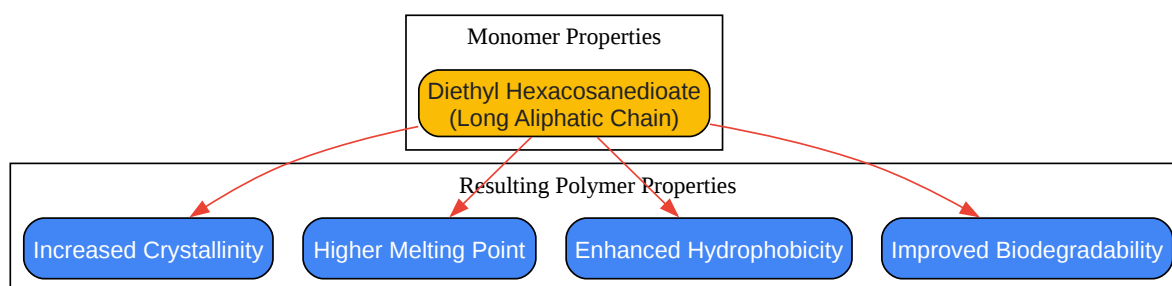 Monomer Properties
Diethyl Hexacosanedioate
(Long Aliphatic Chain)
Resulting Polymer Properties
Increased Crystallinity
Higher Melting Point
Enhanced Hydrophobicity
Improved Biodegradability